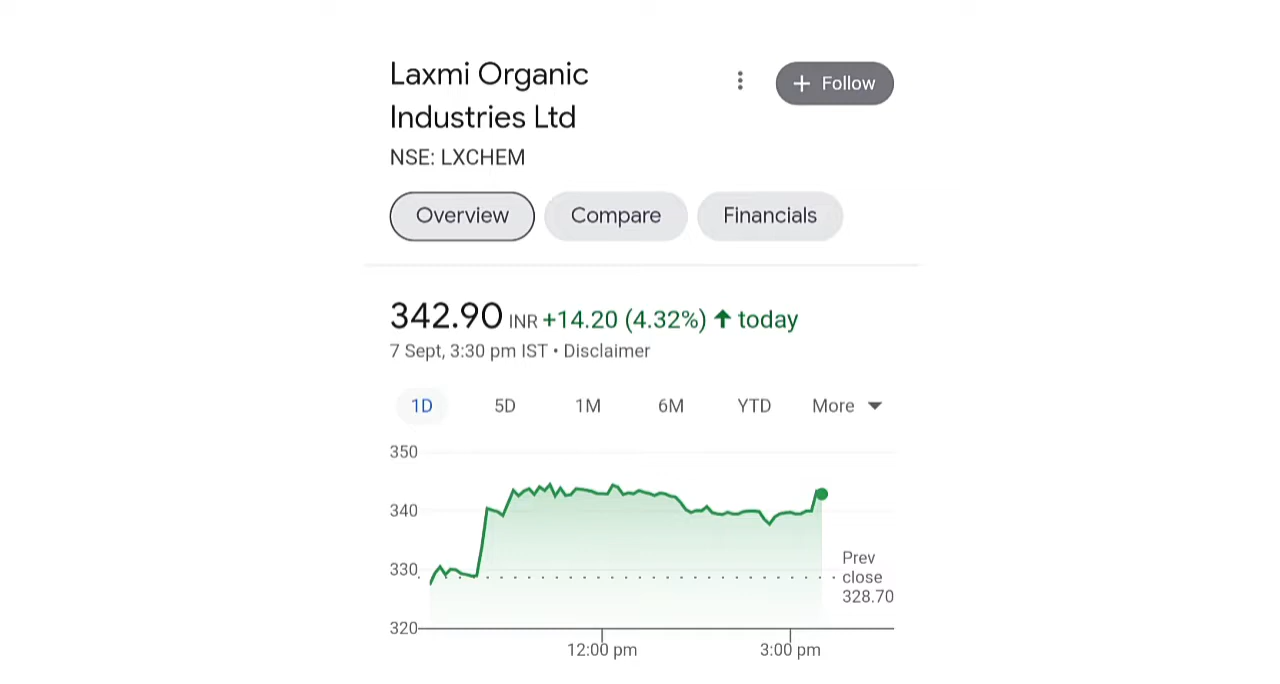 Laxmi Organic
Industries Ltd
+ Follow
NSE: LXCHEM
Overview Compare Financials
342.90 INR +14.20 (4.32%) ↑ today
7 Sept, 3:30 pm IST • Disclaimer
1D 5D 1M 6M YTD More
350
340
330
320
Prev
close
328.70
12:00 pm 3:00 pm